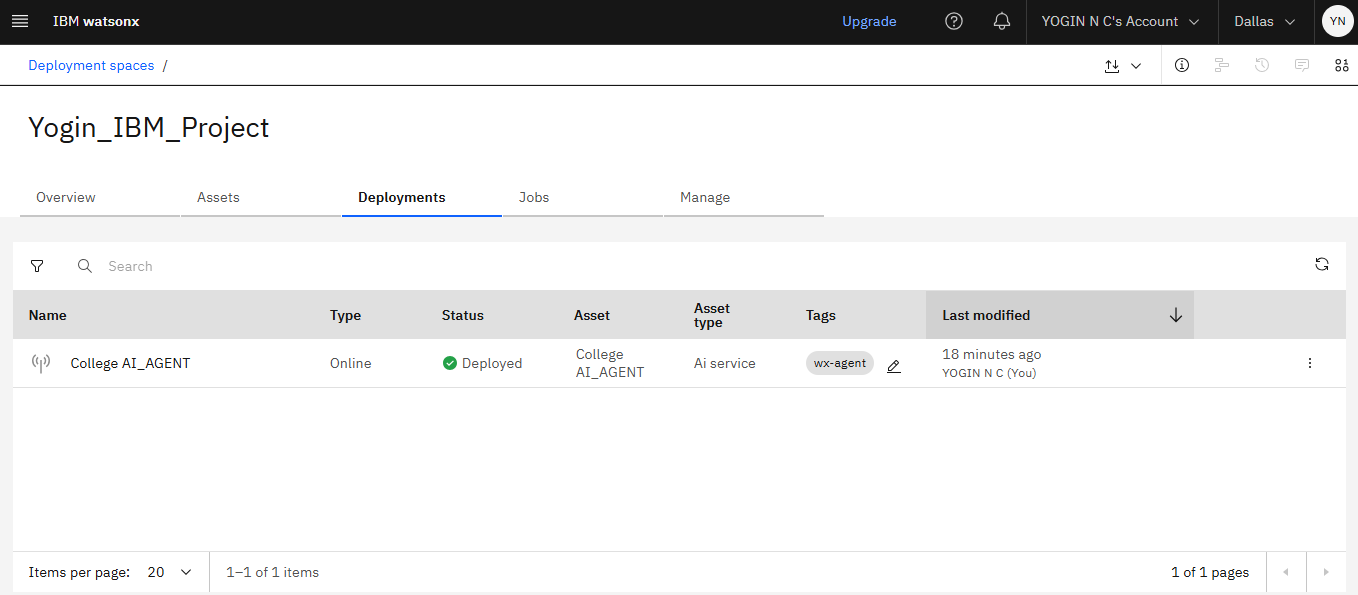 IBM watsonx
Upgrade
YOGIN N C's Account
Dallas
YN
Deployment spaces /
Yogin_IBM_Project
Overview
Assets
Deployments
Jobs
Manage
Search
Name
Type
Status
Asset
Asset
type
Tags
Last modified
College AI_AGENT
Online
Deployed
College
AI_AGENT
Ai service
wx-agent
18 minutes ago
YOGIN N C (You)
Items per page: 20
1–1 of 1 items
1 of 1 pages